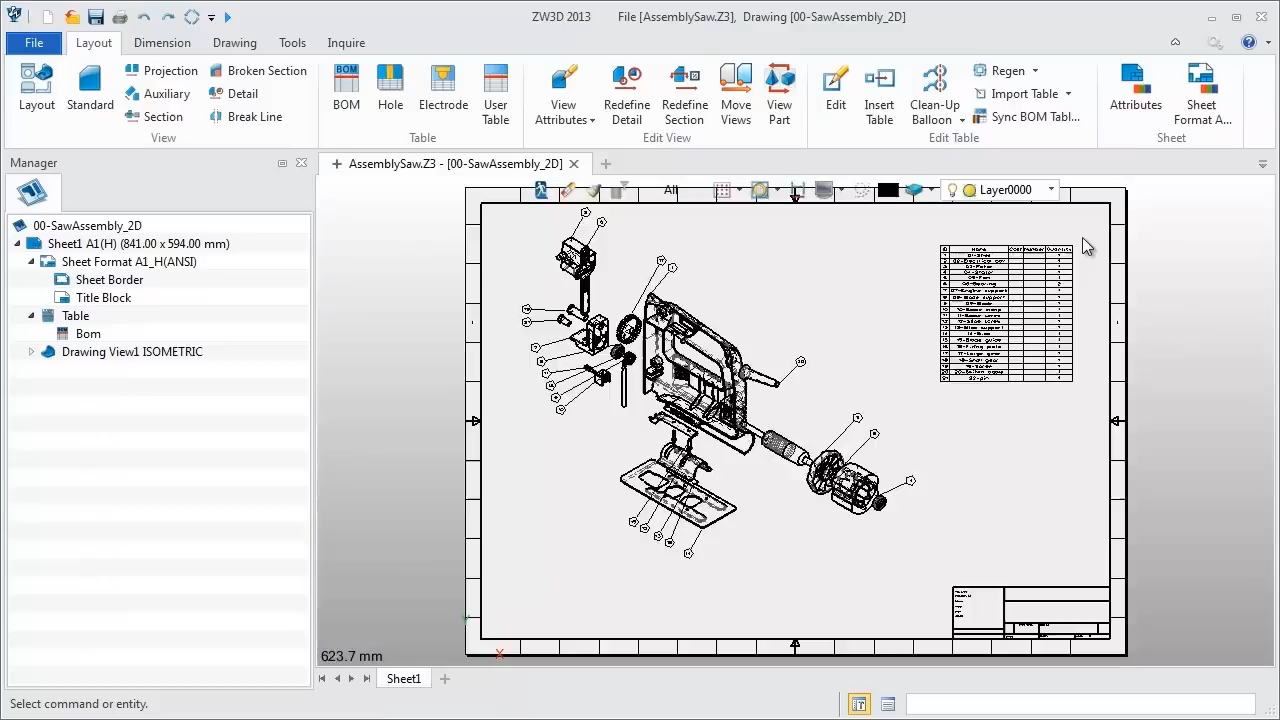 ZW3D 2013 File [AssemblySaw.Z3], Drawing [00-SawAssembly_2D]
File Layout Dimension Drawing Tools Inquire
Layout Standard Projection Auxiliary Section Broken Section Detail Break Line
View
BOM Hole Electrode User Table
Table
View Attributes Redefine Detail Redefine Section Move Views View Part
Edit View
Edit Insert Table Clean-Up Balloon Regen Import Table Sync BOM Tabl...
Edit Table
Attributes Sheet Format A...
Sheet
Manager
AssemblySaw.Z3 - [00-SawAssembly_2D]
All
Layer0000
00-SawAssembly_2D
Sheet1 A1(H) (841.00 x 594.00 mm)
Sheet Format A1_H(ANSI)
Sheet Border
Title Block
Table
Bom
Drawing View1 ISOMETRIC
623.7 mm
X
Sheet1
Select command or entity.